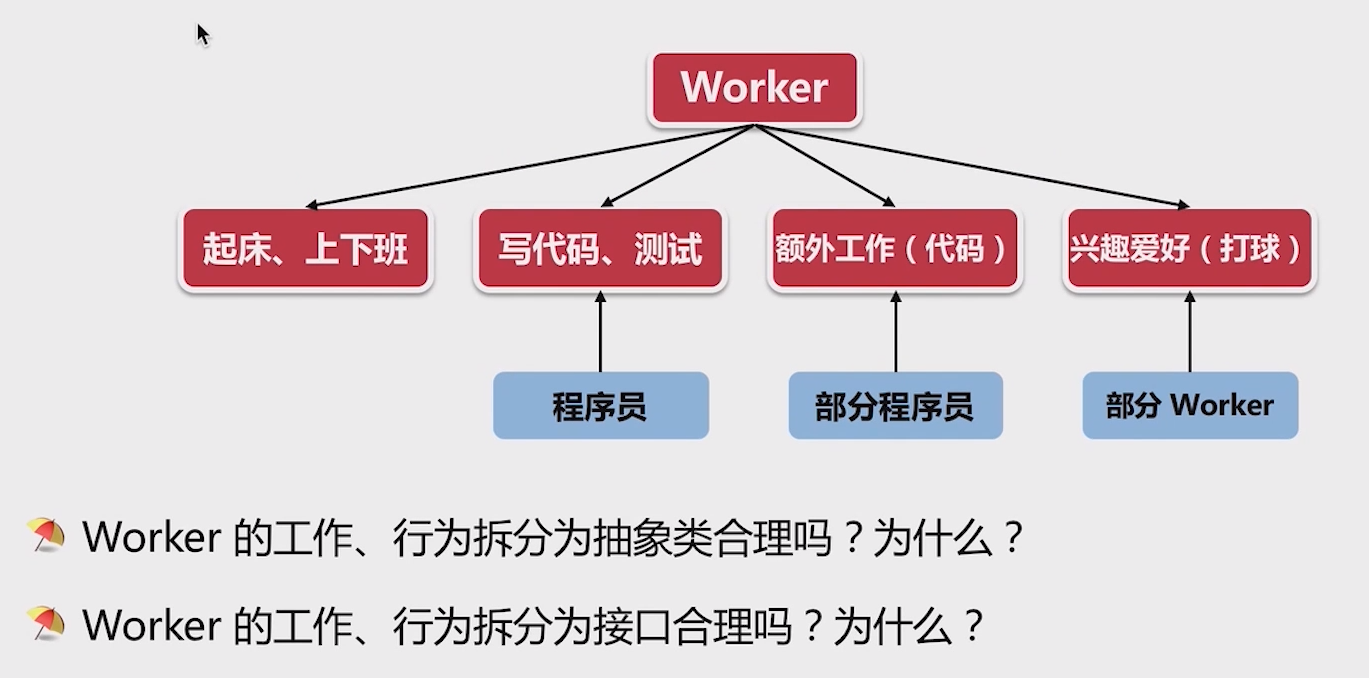 Worker
起床、上下班
写代码、测试
额外工作（代码）
兴趣爱好（打球）
程序员
部分程序员
部分 Worker
Worker 的工作、行为拆分为抽象类合理吗？为什么？
Worker 的工作、行为拆分为接口合理吗？为什么？